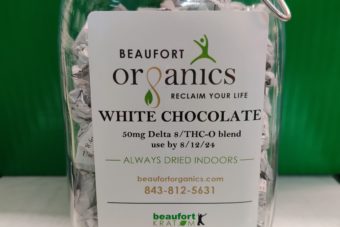 BEAUFORT
organics
RECLAIM YOUR LIFE
WHITE CHOCOLATE
50mg Delta 8/THC-O blend
use by 8/12/24
ALWAYS DRIED INDOORS
beaufortorganics.com
843-812-5631
beaufort
KRATOM